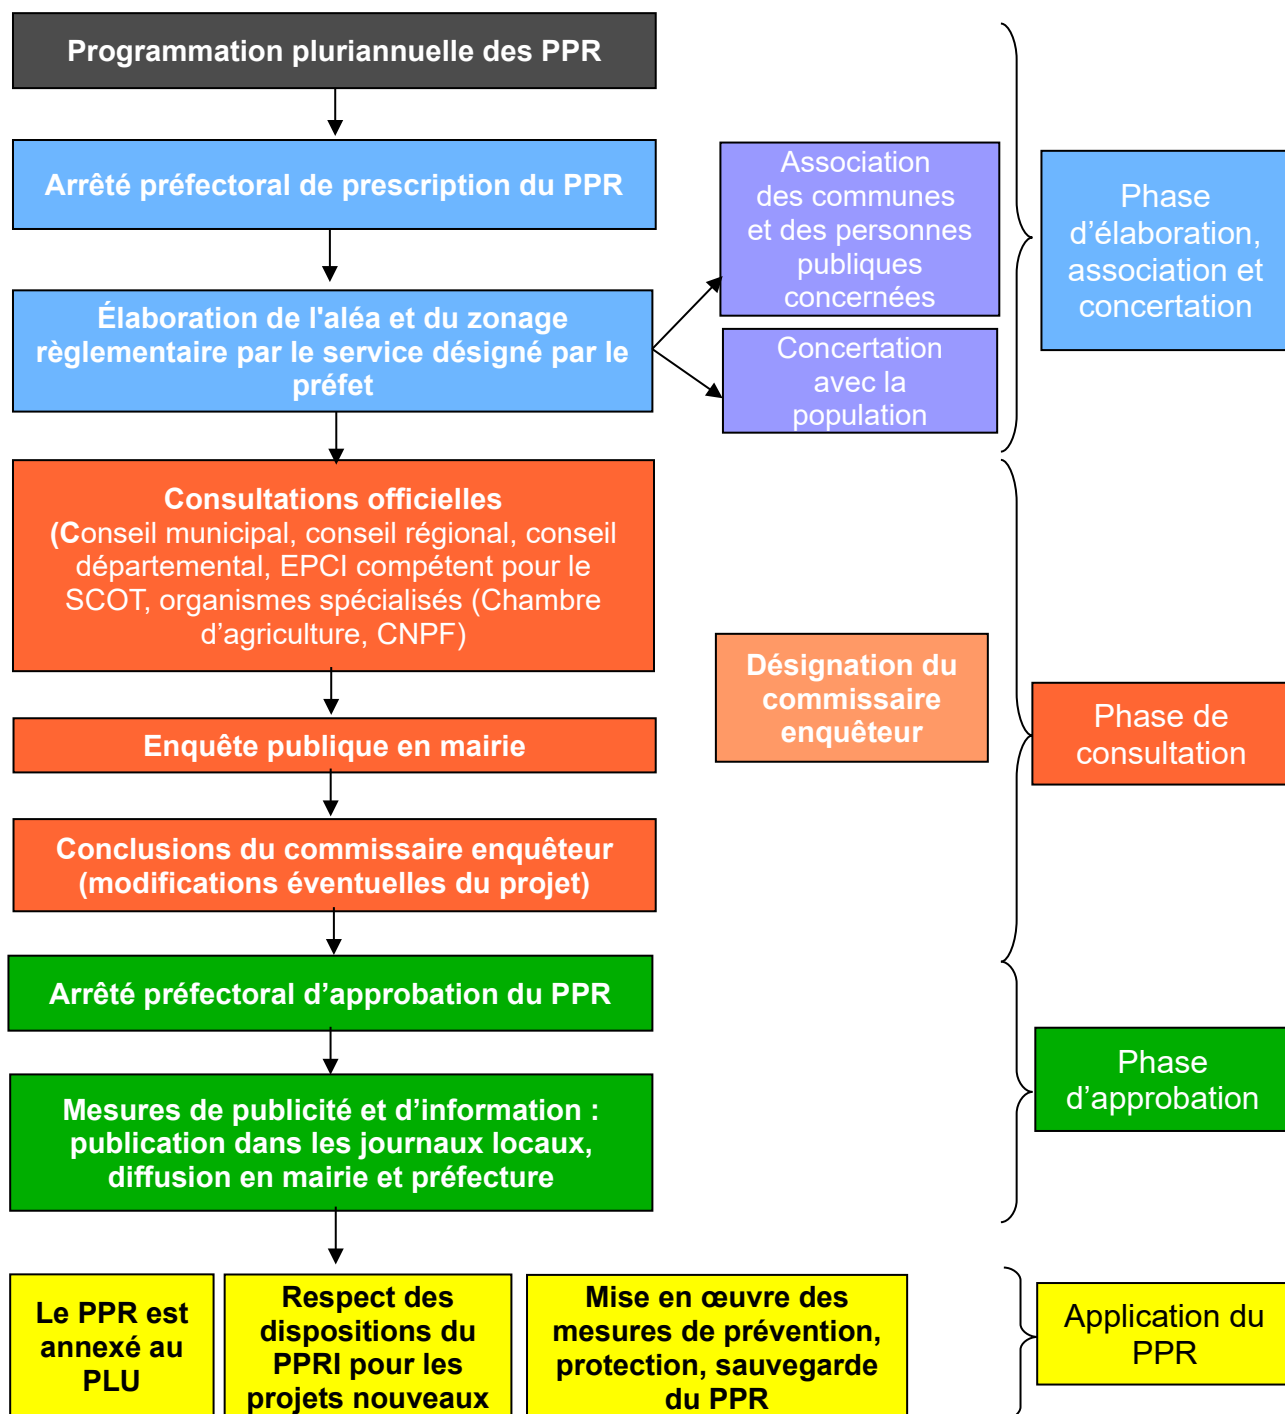 Programmation pluriannuelle des PPR
Arrêté préfectoral de prescription du PPR
Élaboration de l'aléa et du zonage
règlementaire par le service désigné par le
préfet
Association
des communes
et des personnes
publiques
concernées
Concertation
avec la
population
Phase
d’élaboration,
association et
concertation
Consultations officielles
(Conseil municipal, conseil régional, conseil
départemental, EPCI compétent pour le
SCOT, organismes spécialisés (Chambre
d’agriculture, CNPF)
Enquête publique en mairie
Conclusions du commissaire enquêteur
(modifications éventuelles du projet)
Désignation du
commissaire
enquêteur
Phase de
consultation
Arrêté préfectoral d’approbation du PPR
Mesures de publicité et d’information :
publication dans les journaux locaux,
diffusion en mairie et préfecture
Phase
d’approbation
Le PPR est
annexé au
PLU
Respect des
dispositions du
PPRI pour les
projets nouveaux
Mise en œuvre des
mesures de prévention,
protection, sauvegarde
du PPR
Application du
PPR